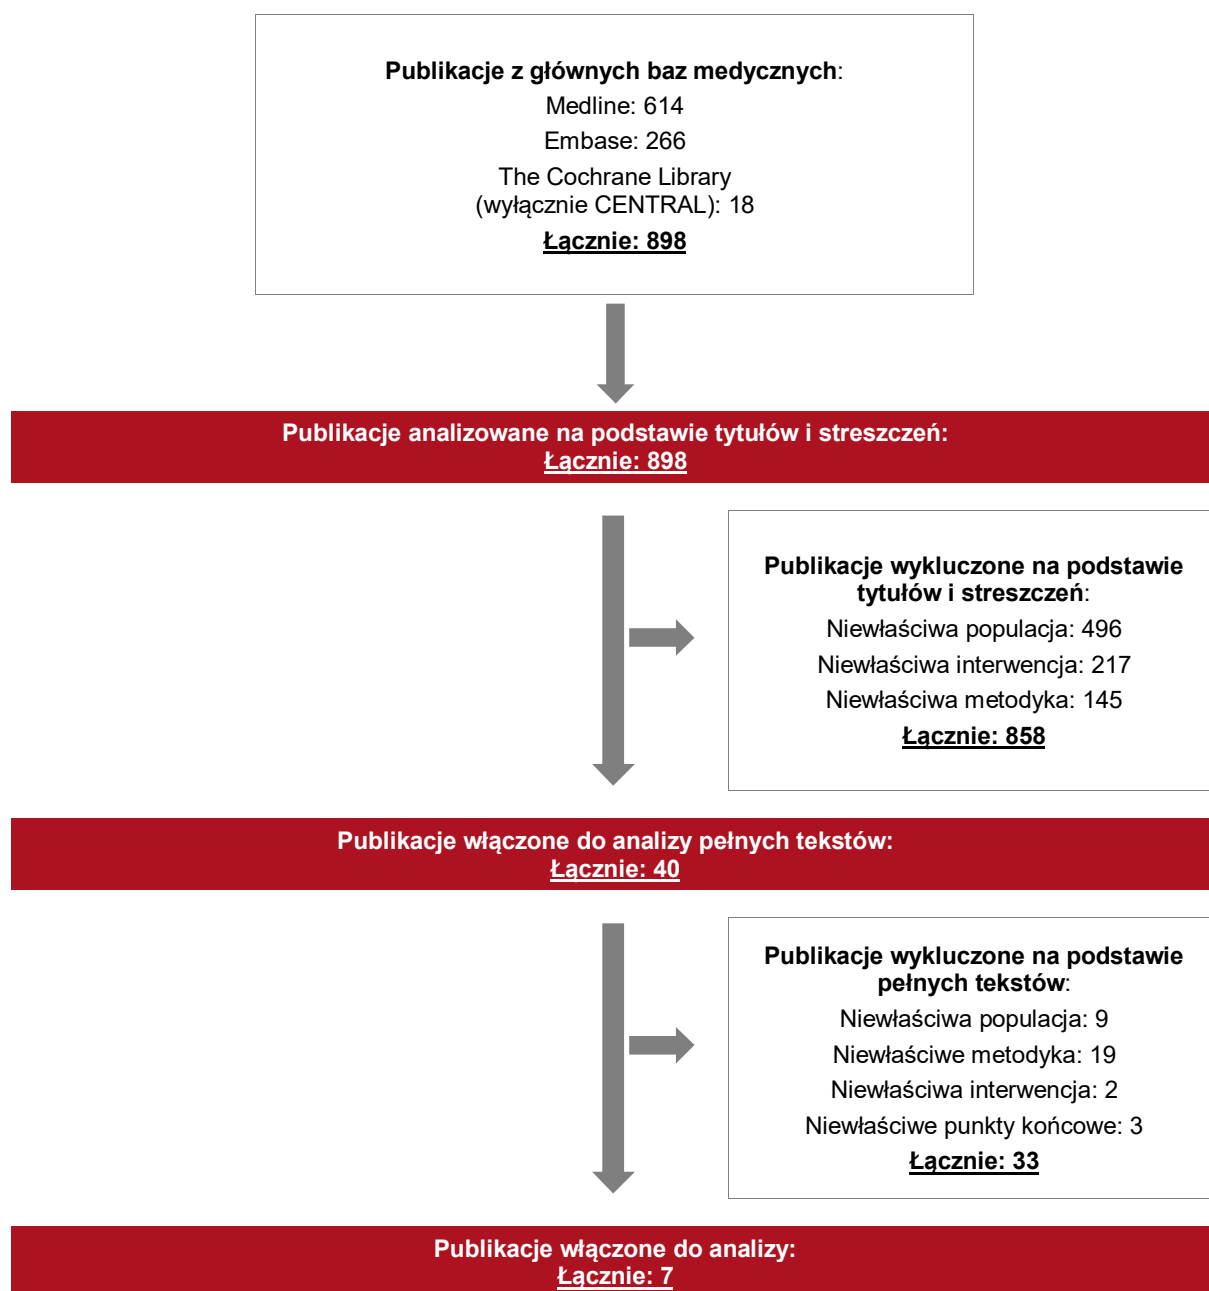 Publikacje z głównych baz medycznych:
Medline: 614
Embase: 266
The Cochrane Library
(wyłącznie CENTRAL): 18
Łącznie: 898
Publikacje analizowane na podstawie tytułów i streszczeń:
Łącznie: 898
Publikacje wykluczone na podstawie
tytułów i streszczeń:
Niewłaściwa populacja: 496
Niewłaściwa interwencja: 217
Niewłaściwa metodyka: 145
Łącznie: 858
Publikacje włączone do analizy pełnych tekstów:
Łącznie: 40
Publikacje wykluczone na podstawie
pełnych tekstów:
Niewłaściwa populacja: 9
Niewłaściwe metodyka: 19
Niewłaściwa interwencja: 2
Niewłaściwe punkty końcowe: 3
Łącznie: 33
Publikacje włączone do analizy:
Łącznie: 7